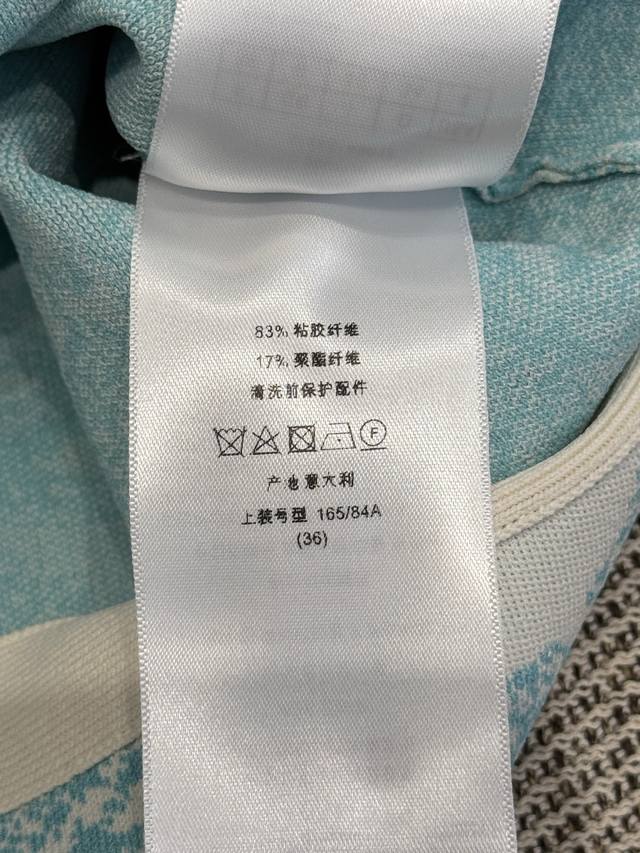 83% 粘胶纤维
17% 聚酯纤维
清洗前保护配件
F
产地意大利
上装号型 165/84A
(36)